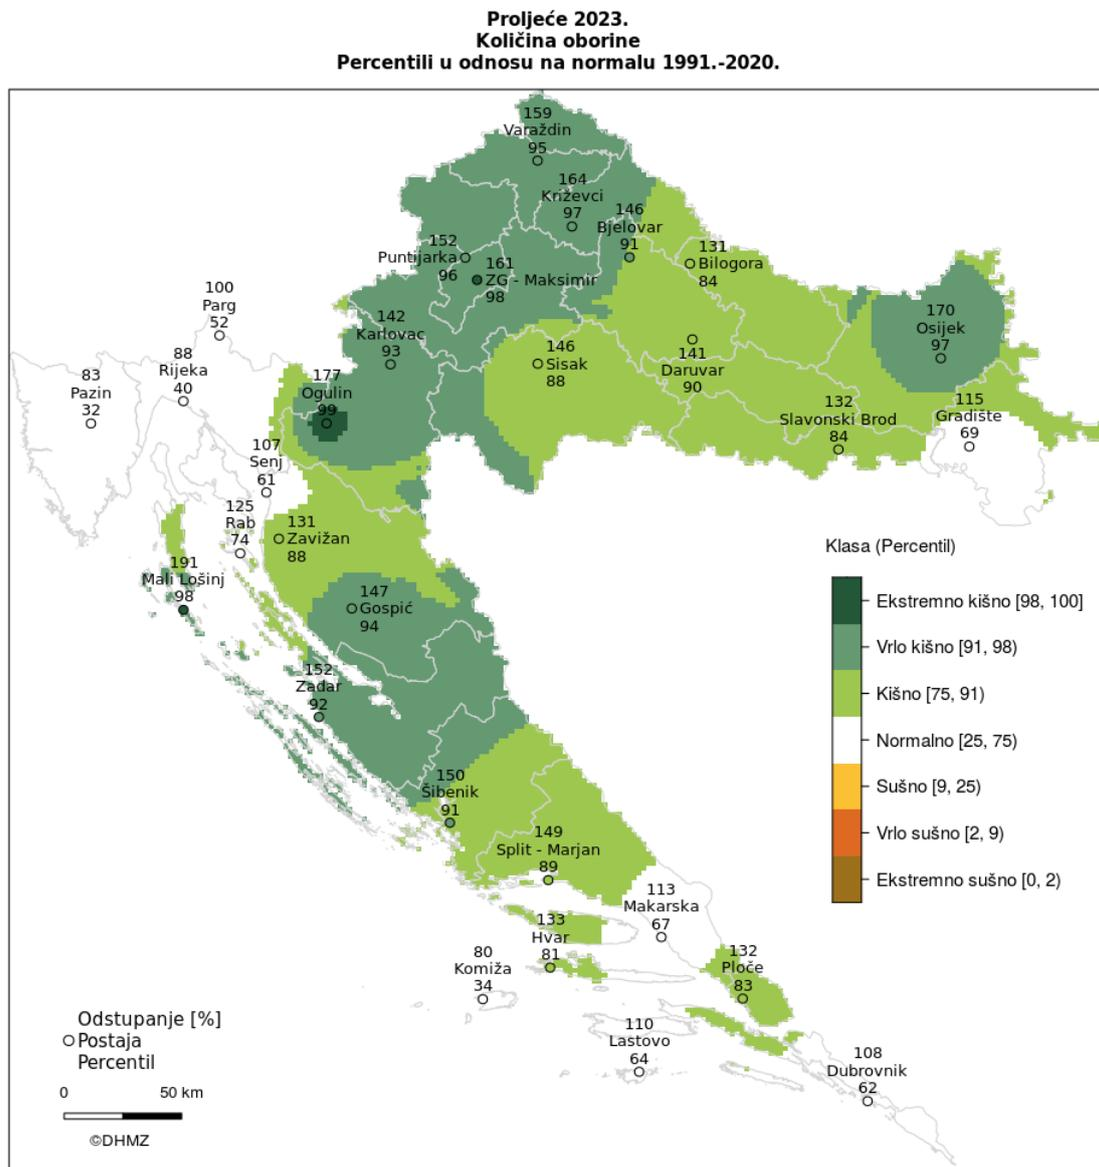 Proljeće 2023.
Količina oborine
Percentili u odnosu na normalu 1991.-2020.
159
Varaždin
95
164
Križevci
97
146
Bjelovar
91
152
Puntijarka
96
161
ZG - Maksimir
98
131
Bilogora
84
100
Parg
52
142
Karlovac
93
170
Osijek
97
88
Rijeka
40
146
Sisak
88
141
Daruvar
90
83
Pazin
32
177
Ogulin
99
132
Slavonski Brod
84
115
Gradište
69
107
Senj
61
125
Rab
74
131
Zavižan
88
191
Mali Lošinj
98
147
Gospić
94
152
Zadar
92
150
Šibenik
91
149
Split - Marjan
89
113
Makarska
67
133
Hvar
81
80
Komiža
34
132
Ploče
83
110
Lastovo
64
108
Dubrovnik
62
Klasa (Percentil)
Ekstremno kišno [98, 100]
Vrlo kišno [91, 98)
Kišno [75, 91)
Normalno [25, 75)
Sušno [9, 25)
Vrlo sušno [2, 9)
Ekstremno sušno [0, 2)
Odstupanje [%]
Postaja
Percentil
0 50 km
©DHMZ